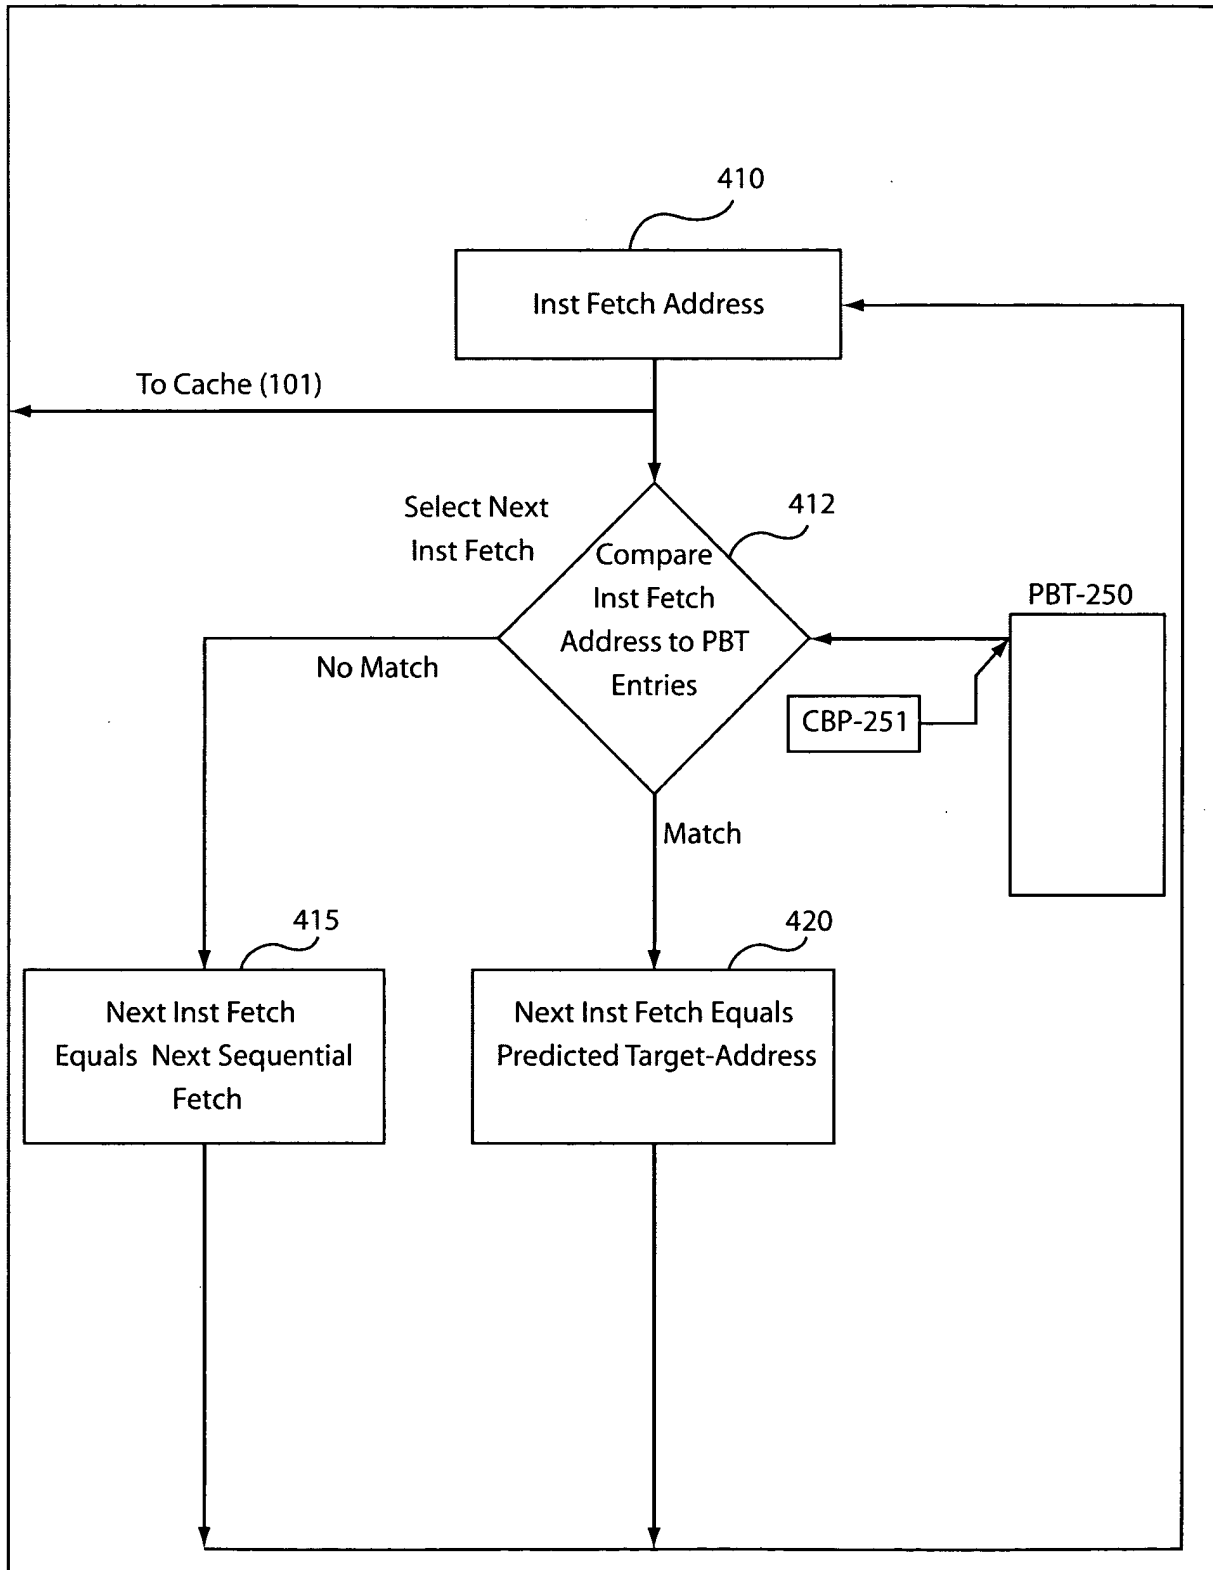 410
Inst Fetch Address
To Cache (101)
Select Next
Inst Fetch
412
Compare
Inst Fetch
Address to PBT
Entries
PBT-250
No Match
CBP-251
Match
415
420
Next Inst Fetch
Equals Next Sequential
Fetch
Next Inst Fetch Equals
Predicted Target-Address